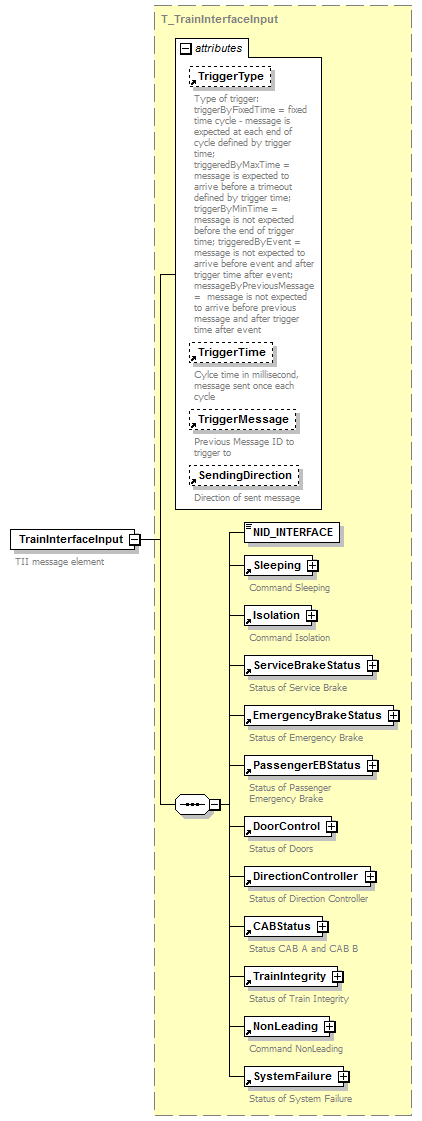 T_TrainInterfaceInput
attributes
TriggerType
Type of trigger:
triggerByFixedTime = fixed
time cycle - message is
expected at each end of
cycle defined by trigger
time;
triggeredByMaxTime =
message is expected to
arrive before a trimeout
defined by trigger time;
triggerByMinTime =
message is not expected
before the end of trigger
time; triggeredByEvent =
message is not expected to
arrive before event and after
trigger time after event;
messageByPreviousMessage
= message is not expected
to arrive before previous
message and after trigger
time after event
TriggerTime
Cylce time in millisecond,
message sent once each
cycle
TriggerMessage
Previous Message ID to
trigger to
SendingDirection
Direction of sent message
TrainInterfaceInput
TII message element
NID_INTERFACE
Sleeping
Command Sleeping
Isolation
Command Isolation
ServiceBrakeStatus
Status of Service Brake
EmergencyBrakeStatus
Status of Emergency Brake
PassengerEBStatus
Status of Passenger
Emergency Brake
DoorControl
Status of Doors
DirectionController
Status of Direction Controller
CABStatus
Status CAB A and CAB B
TrainIntegrity
Status of Train Integrity
NonLeading
Command NonLeading
SystemFailure
Status of System Failure